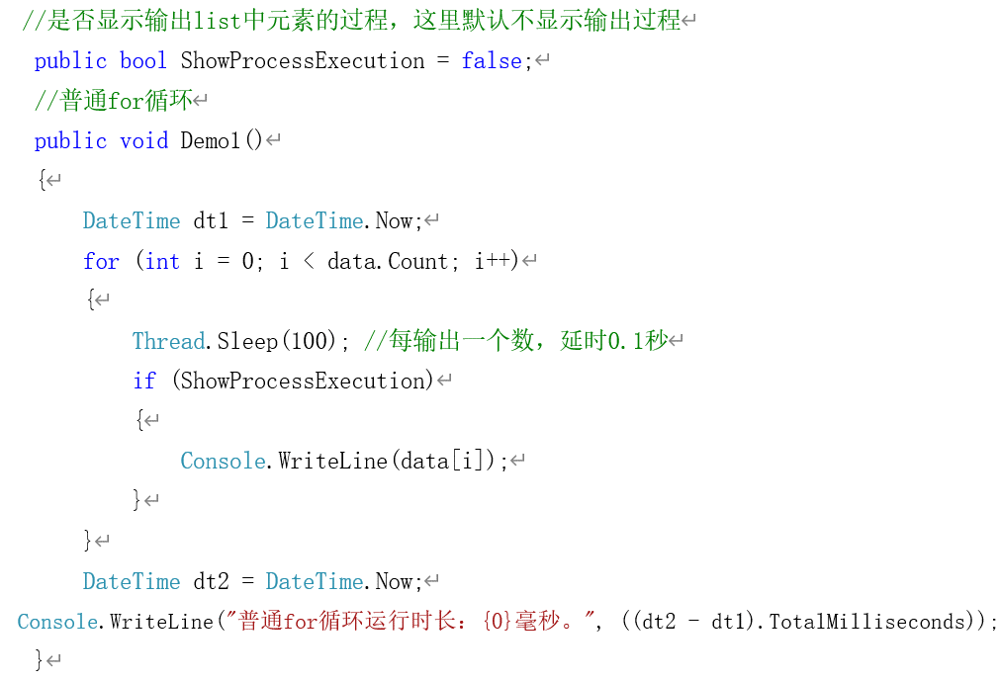 //是否显示输出list中元素的过程，这里默认不显示输出过程↵
public bool ShowProcessExecution = false;↵
//普通for循环↵
public void Demo1()↵
{↵
DateTime dt1 = DateTime.Now;↵
for (int i = 0; i < data.Count; i++)↵
{↵
Thread.Sleep(100); //每输出一个数，延时0.1秒↵
if (ShowProcessExecution)↵
{↵
Console.WriteLine(data[i]);↵
}↵
}↵
DateTime dt2 = DateTime.Now;↵
Console.WriteLine("普通for循环运行时长：{0}毫秒。", ((dt2 - dt1).TotalMilliseconds));
}↵